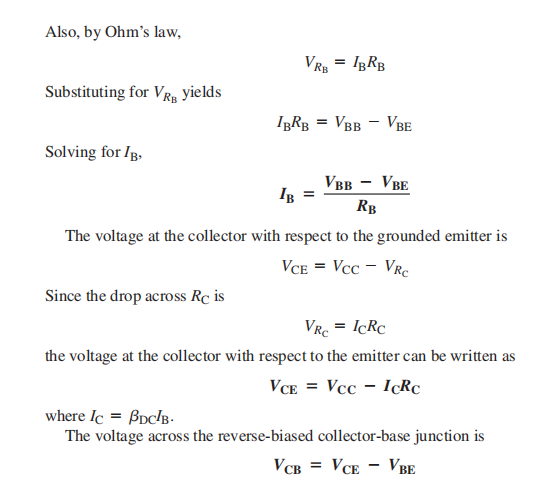 Also, by Ohm's law,
V_{R_B} = I_B R_B
Substituting for V_{R_B} yields
I_B R_B = V_{BB} − V_{BE}
Solving for I_B,
I_B = \frac{V_{BB} − V_{BE}}{R_B}
The voltage at the collector with respect to the grounded emitter is
V_{CE} = V_{CC} − V_{R_C}
Since the drop across R_C is
V_{R_C} = I_C R_C
the voltage at the collector with respect to the emitter can be written as
V_{CE} = V_{CC} − I_C R_C
where I_C = β_{DC} I_B.
The voltage across the reverse-biased collector-base junction is
V_{CB} = V_{CE} − V_{BE}